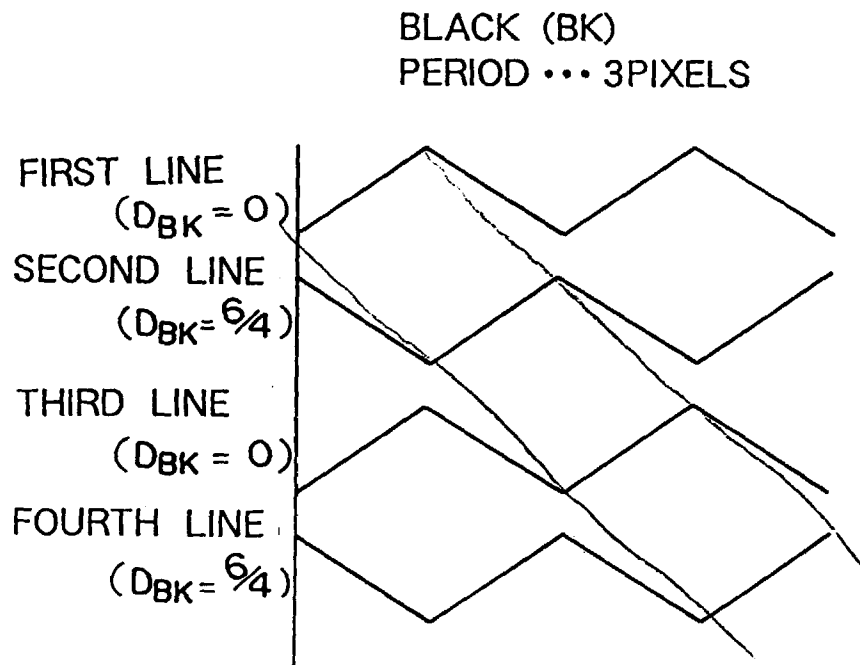 BLACK (BK)
PERIOD ••• 3PIXELS
FIRST LINE
(DBK = 0)
SECOND LINE
(DBK = 6/4)
THIRD LINE
(DBK = 0)
FOURTH LINE
(DBK = 6/4)